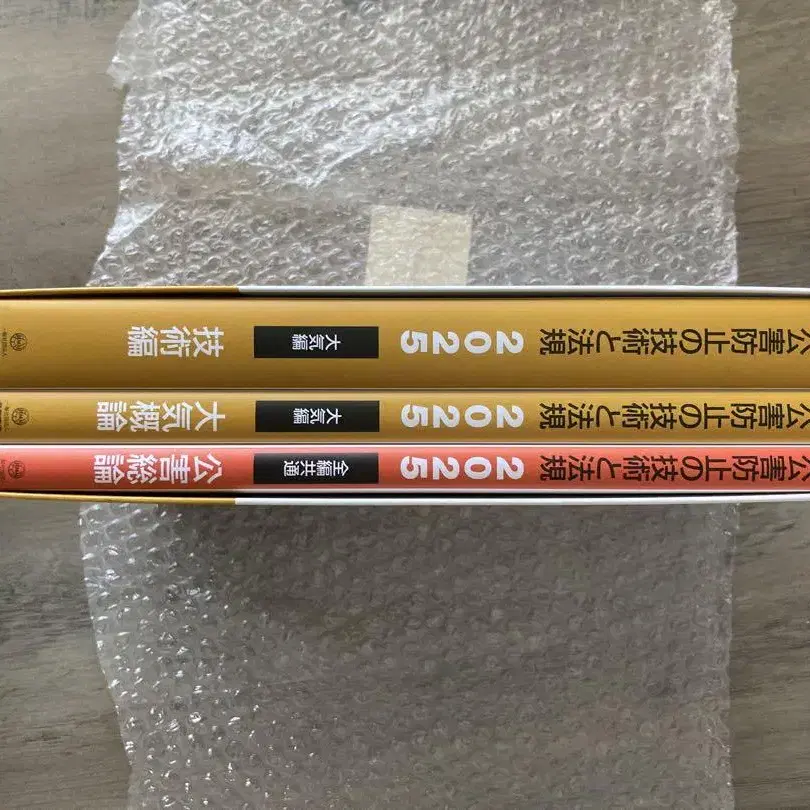 公害防止の技術と法規 2025 大気編 技術編
公害防止の技術と法規 2025 大気編 大気概論
公害防止の技術と法規 2025 全編共通 公害総論